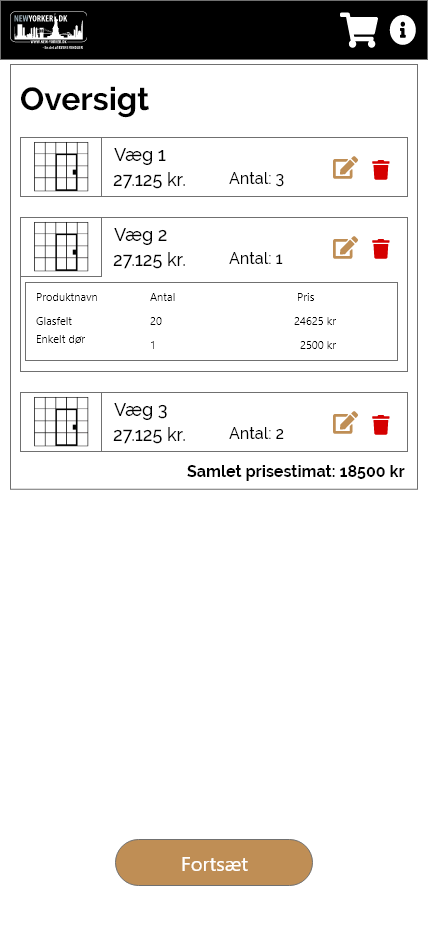 NEWYORKER.DK
WWW.NEW-YORKER.DK
Oversigt
Væg 1
27.125 kr. Antal: 3
Væg 2
27.125 kr. Antal: 1
Produktnavn Antal Pris
Glasfelt 20 24625 kr
Enkelt dør 1 2500 kr
Væg 3
27.125 kr. Antal: 2
Samlet prisestimat: 18500 kr
Fortsæt